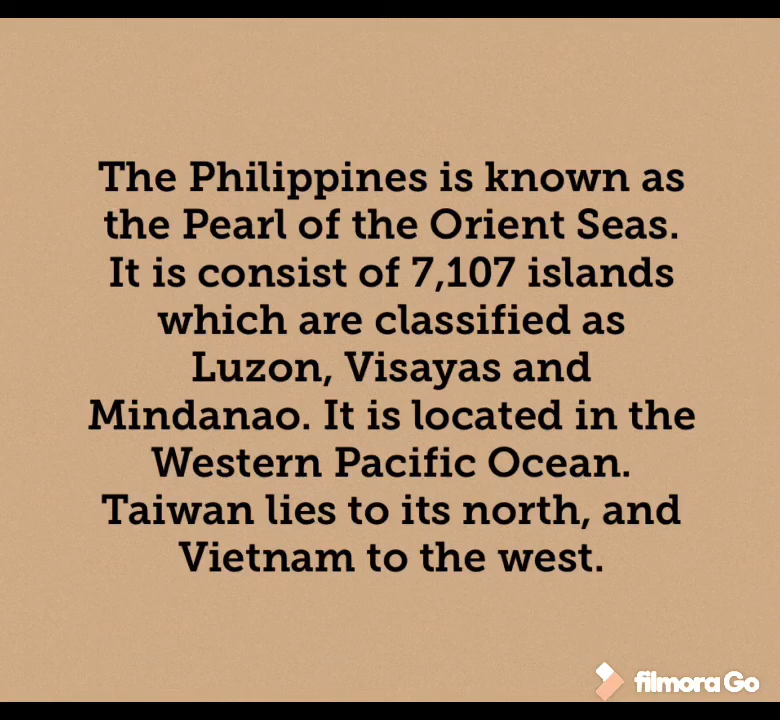 The Philippines is known as
the Pearl of the Orient Seas.
It is consist of 7,107 islands
which are classified as
Luzon, Visayas and
Mindanao. It is located in the
Western Pacific Ocean.
Taiwan lies to its north, and
Vietnam to the west.
filmora Go